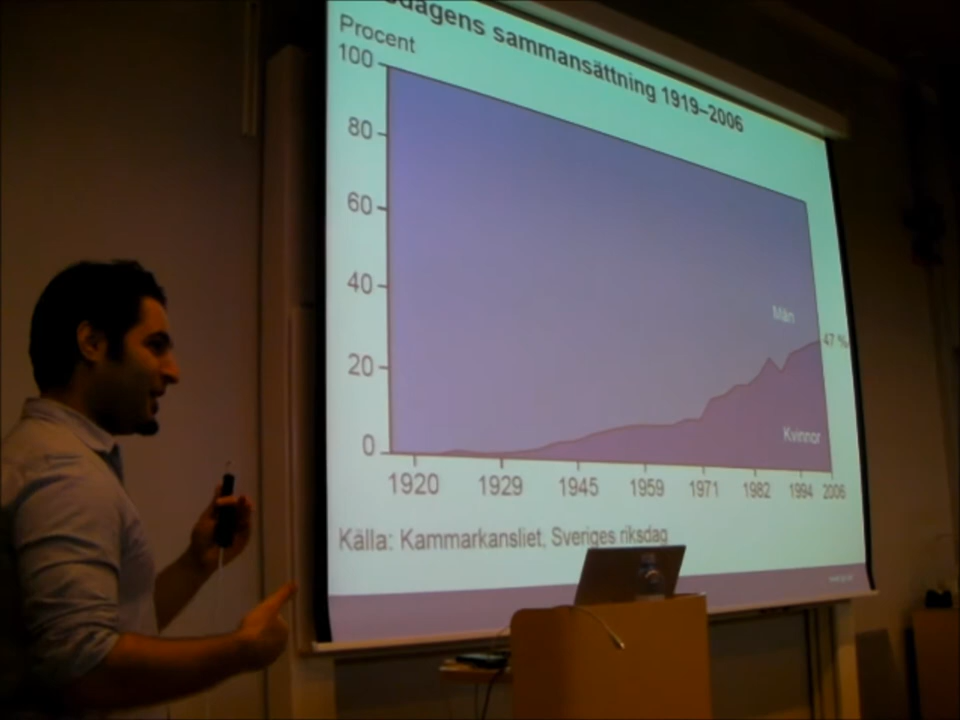 dagens sammansättning 1919–2006
Procent
100
80
60
40
20
0
Män
47 %
Kvinnor
1920 1929 1945 1959 1971 1982 1994 2006
Källa: Kammarkansliet, Sveriges riksdag